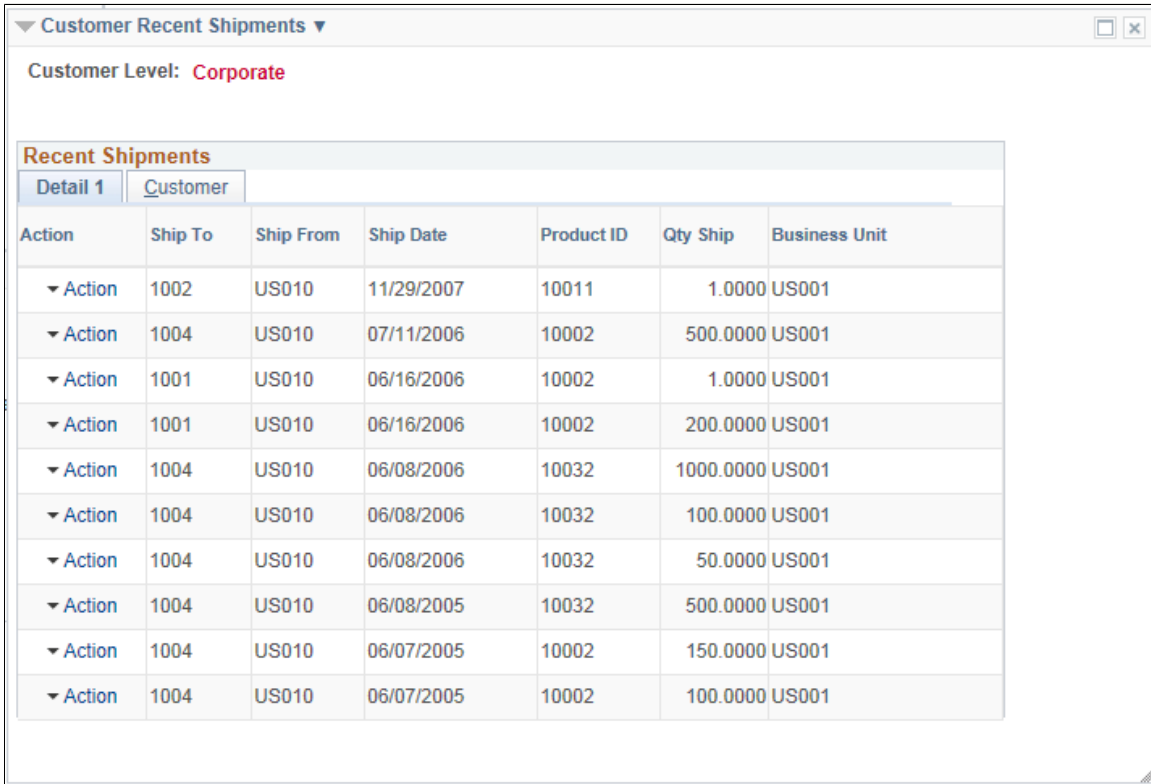 Customer Recent Shipments
Customer Level: Corporate
Recent Shipments
Detail 1 Customer
Action Ship To Ship From Ship Date Product ID Qty Ship Business Unit
Action 1002 US010 11/29/2007 10011 1.0000 US001
Action 1004 US010 07/11/2006 10002 500.0000 US001
Action 1001 US010 06/16/2006 10002 1.0000 US001
Action 1001 US010 06/16/2006 10002 200.0000 US001
Action 1004 US010 06/08/2006 10032 1000.0000 US001
Action 1004 US010 06/08/2006 10032 100.0000 US001
Action 1004 US010 06/08/2006 10032 50.0000 US001
Action 1004 US010 06/08/2005 10032 500.0000 US001
Action 1004 US010 06/07/2005 10002 150.0000 US001
Action 1004 US010 06/07/2005 10002 100.0000 US001